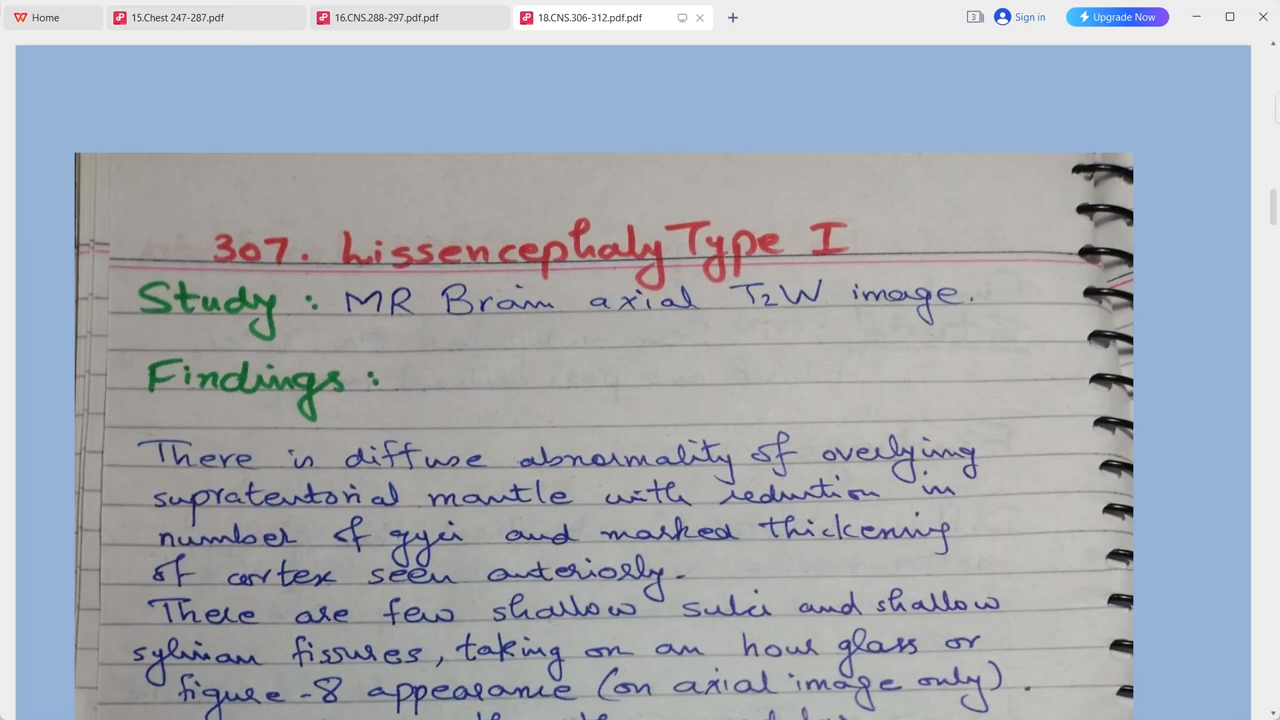 Home
15.Chest 247-287.pdf
16.CNS.288-297.pdf.pdf
18.CNS.306-312.pdf.pdf
3
Sign in
Upgrade Now
307. Lissencephaly Type I
Study : MR Brain axial T2W image.
Findings :
There is diffuse abnormality of overlying
supratentorial mantle with reduction in
number of gyri and marked thickening
of cortex seen anteriorly.
There are few shallow sulci and shallow
sylvian fissures, taking on an hour glass or
figure-8 appearance (on axial image only).